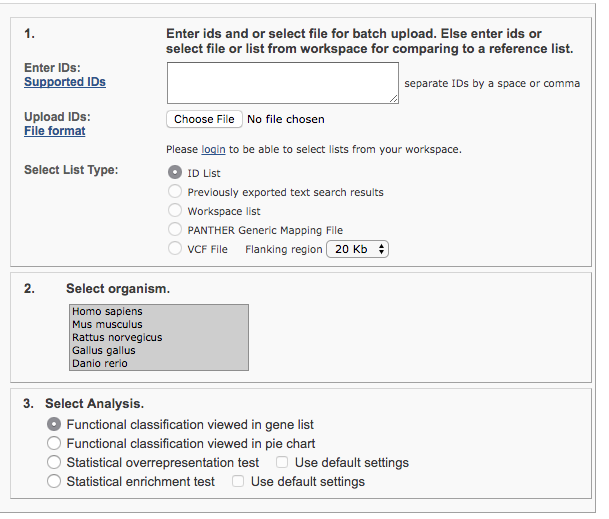 1.
Enter ids and or select file for batch upload. Else enter ids or
select file or list from workspace for comparing to a reference list.
Enter IDs:
Supported IDs
separate IDs by a space or comma
Upload IDs:
File format
Choose File No file chosen
Please login to be able to select lists from your workspace.
Select List Type:
ID List
Previously exported text search results
Workspace list
PANTHER Generic Mapping File
VCF File Flanking region 20 Kb
2. Select organism.
Homo sapiens
Mus musculus
Rattus norvegicus
Gallus gallus
Danio rerio
3. Select Analysis.
Functional classification viewed in gene list
Functional classification viewed in pie chart
Statistical overrepresentation test Use default settings
Statistical enrichment test Use default settings